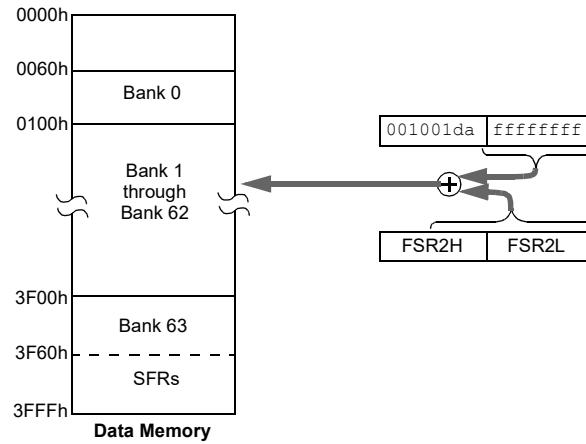 0000h
0060h
Bank 0
0100h
001001da ffffffff
Bank 1
through
Bank 62
FSR2H FSR2L
3F00h
Bank 63
3F60h
SFRs
3FFFh
Data Memory